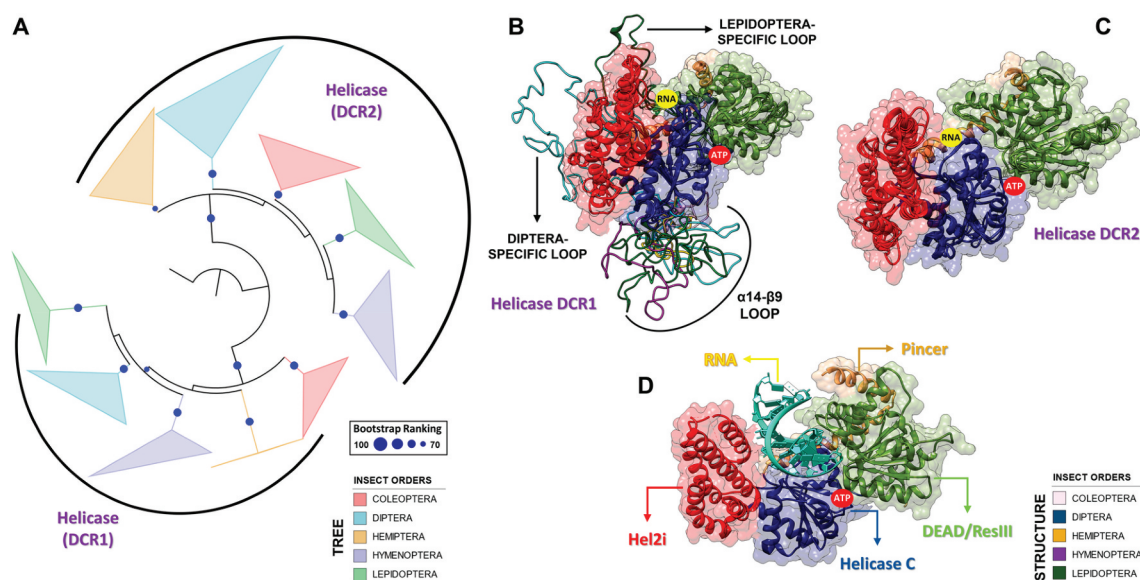 A
Helicase
(DCR2)
Helicase
(DCR1)
Bootstrap Ranking
100
70
INSECT ORDERS
COLEOPTERA
DIPTERA
HEMIPTERA
HYMENOPTERA
LEPIDOPTERA
TREE
B
LEPIDOPTERA-
SPECIFIC LOOP
RNA
ATP
DIPTERA-
SPECIFIC LOOP
Helicase DCR1
α14-β9
LOOP
C
RNA
ATP
Helicase DCR2
D
RNA
Pincer
ATP
Hel2i
Helicase C
DEAD/ResIII
INSECT ORDERS
COLEOPTERA
DIPTERA
HEMIPTERA
HYMENOPTERA
LEPIDOPTERA
STRUCTURE